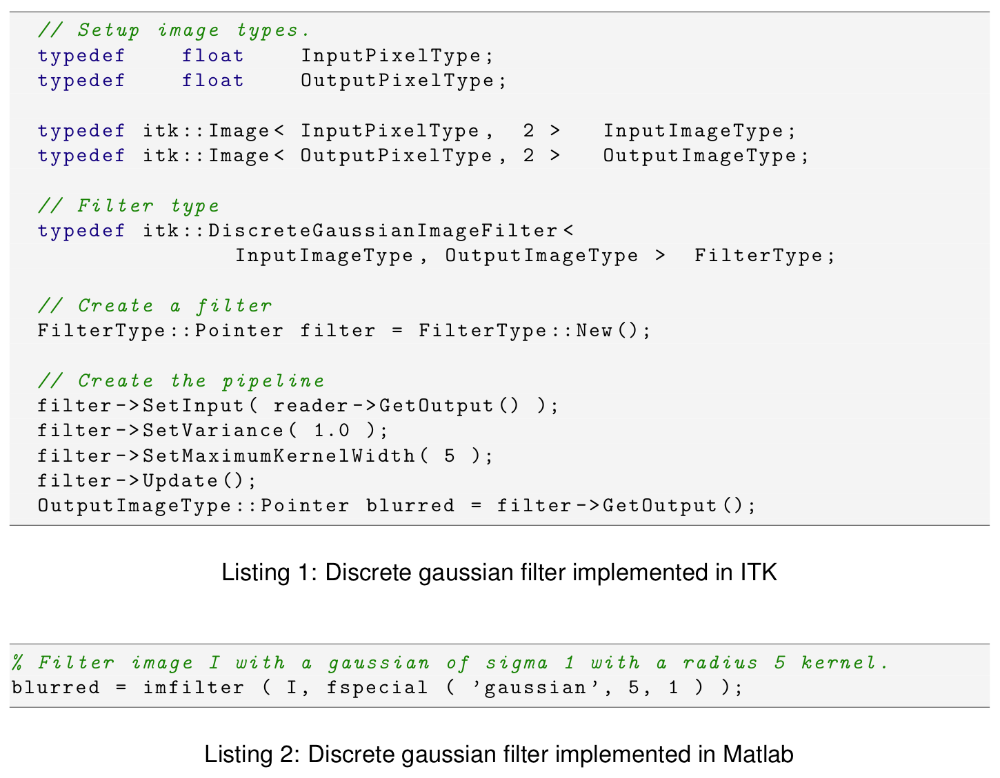 // Setup image types.
typedef    float    InputPixelType;
typedef    float    OutputPixelType;
typedef itk::Image< InputPixelType,  2 >   InputImageType;
typedef itk::Image< OutputPixelType, 2 >   OutputImageType;
// Filter type
typedef itk::DiscreteGaussianImageFilter<
InputImageType, OutputImageType >  FilterType;
// Create a filter
FilterType::Pointer filter = FilterType::New();
// Create the pipeline
filter->SetInput( reader->GetOutput() );
filter->SetVariance( 1.0 );
filter->SetMaximumKernelWidth( 5 );
filter->Update();
OutputImageType::Pointer blurred = filter->GetOutput();
Listing 1: Discrete gaussian filter implemented in ITK
% Filter image I with a gaussian of sigma 1 with a radius 5 kernel.
blurred = imfilter ( I, fspecial ( 'gaussian', 5, 1 ) );
Listing 2: Discrete gaussian filter implemented in Matlab